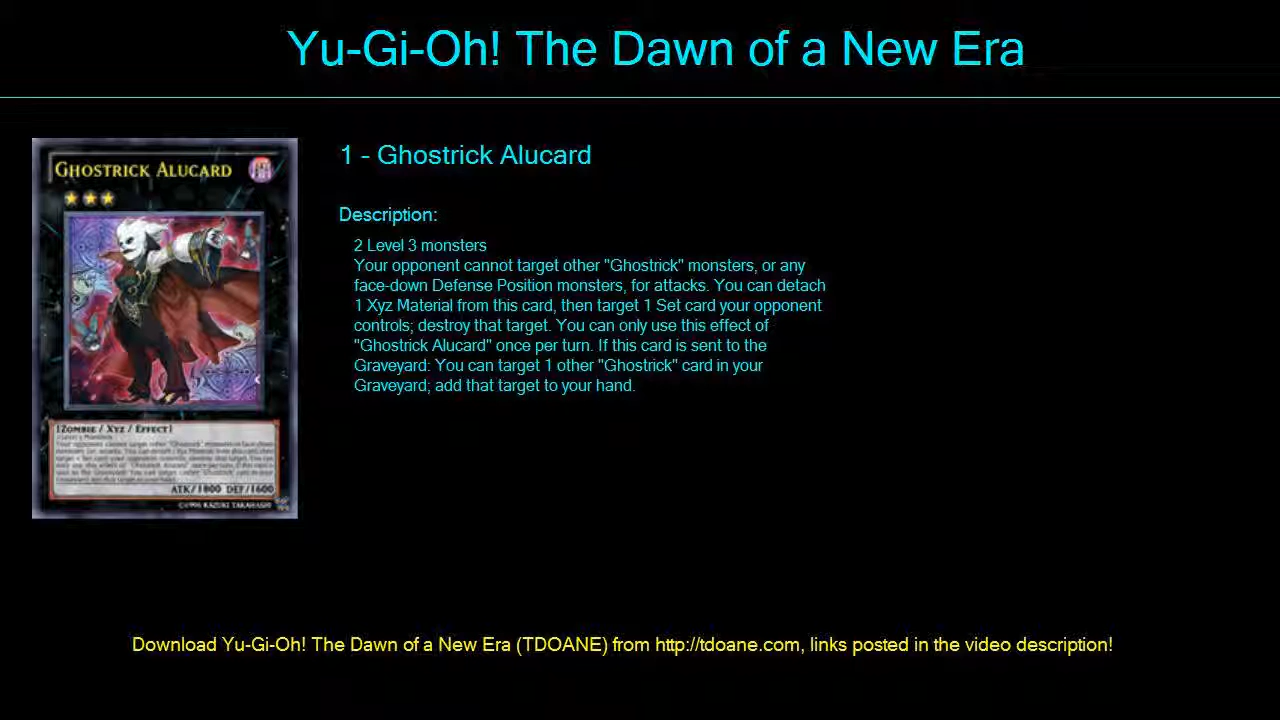 Yu-Gi-Oh! The Dawn of a New Era
GHOSTRICK ALUCARD
1 - Ghostrick Alucard
Description:
2 Level 3 monsters
Your opponent cannot target other "Ghostrick" monsters, or any
face-down Defense Position monsters, for attacks. You can detach
1 Xyz Material from this card, then target 1 Set card your opponent
controls; destroy that target. You can only use this effect of
"Ghostrick Alucard" once per turn. If this card is sent to the
Graveyard: You can target 1 other "Ghostrick" card in your
Graveyard; add that target to your hand.
[ZOMBIE / XYZ / EFFECT]
ATK/1800 DEF/1600
©1996 KAZUKI TAKAHASHI
Download Yu-Gi-Oh! The Dawn of a New Era (TDOANE) from http://tdoane.com, links posted in the video description!